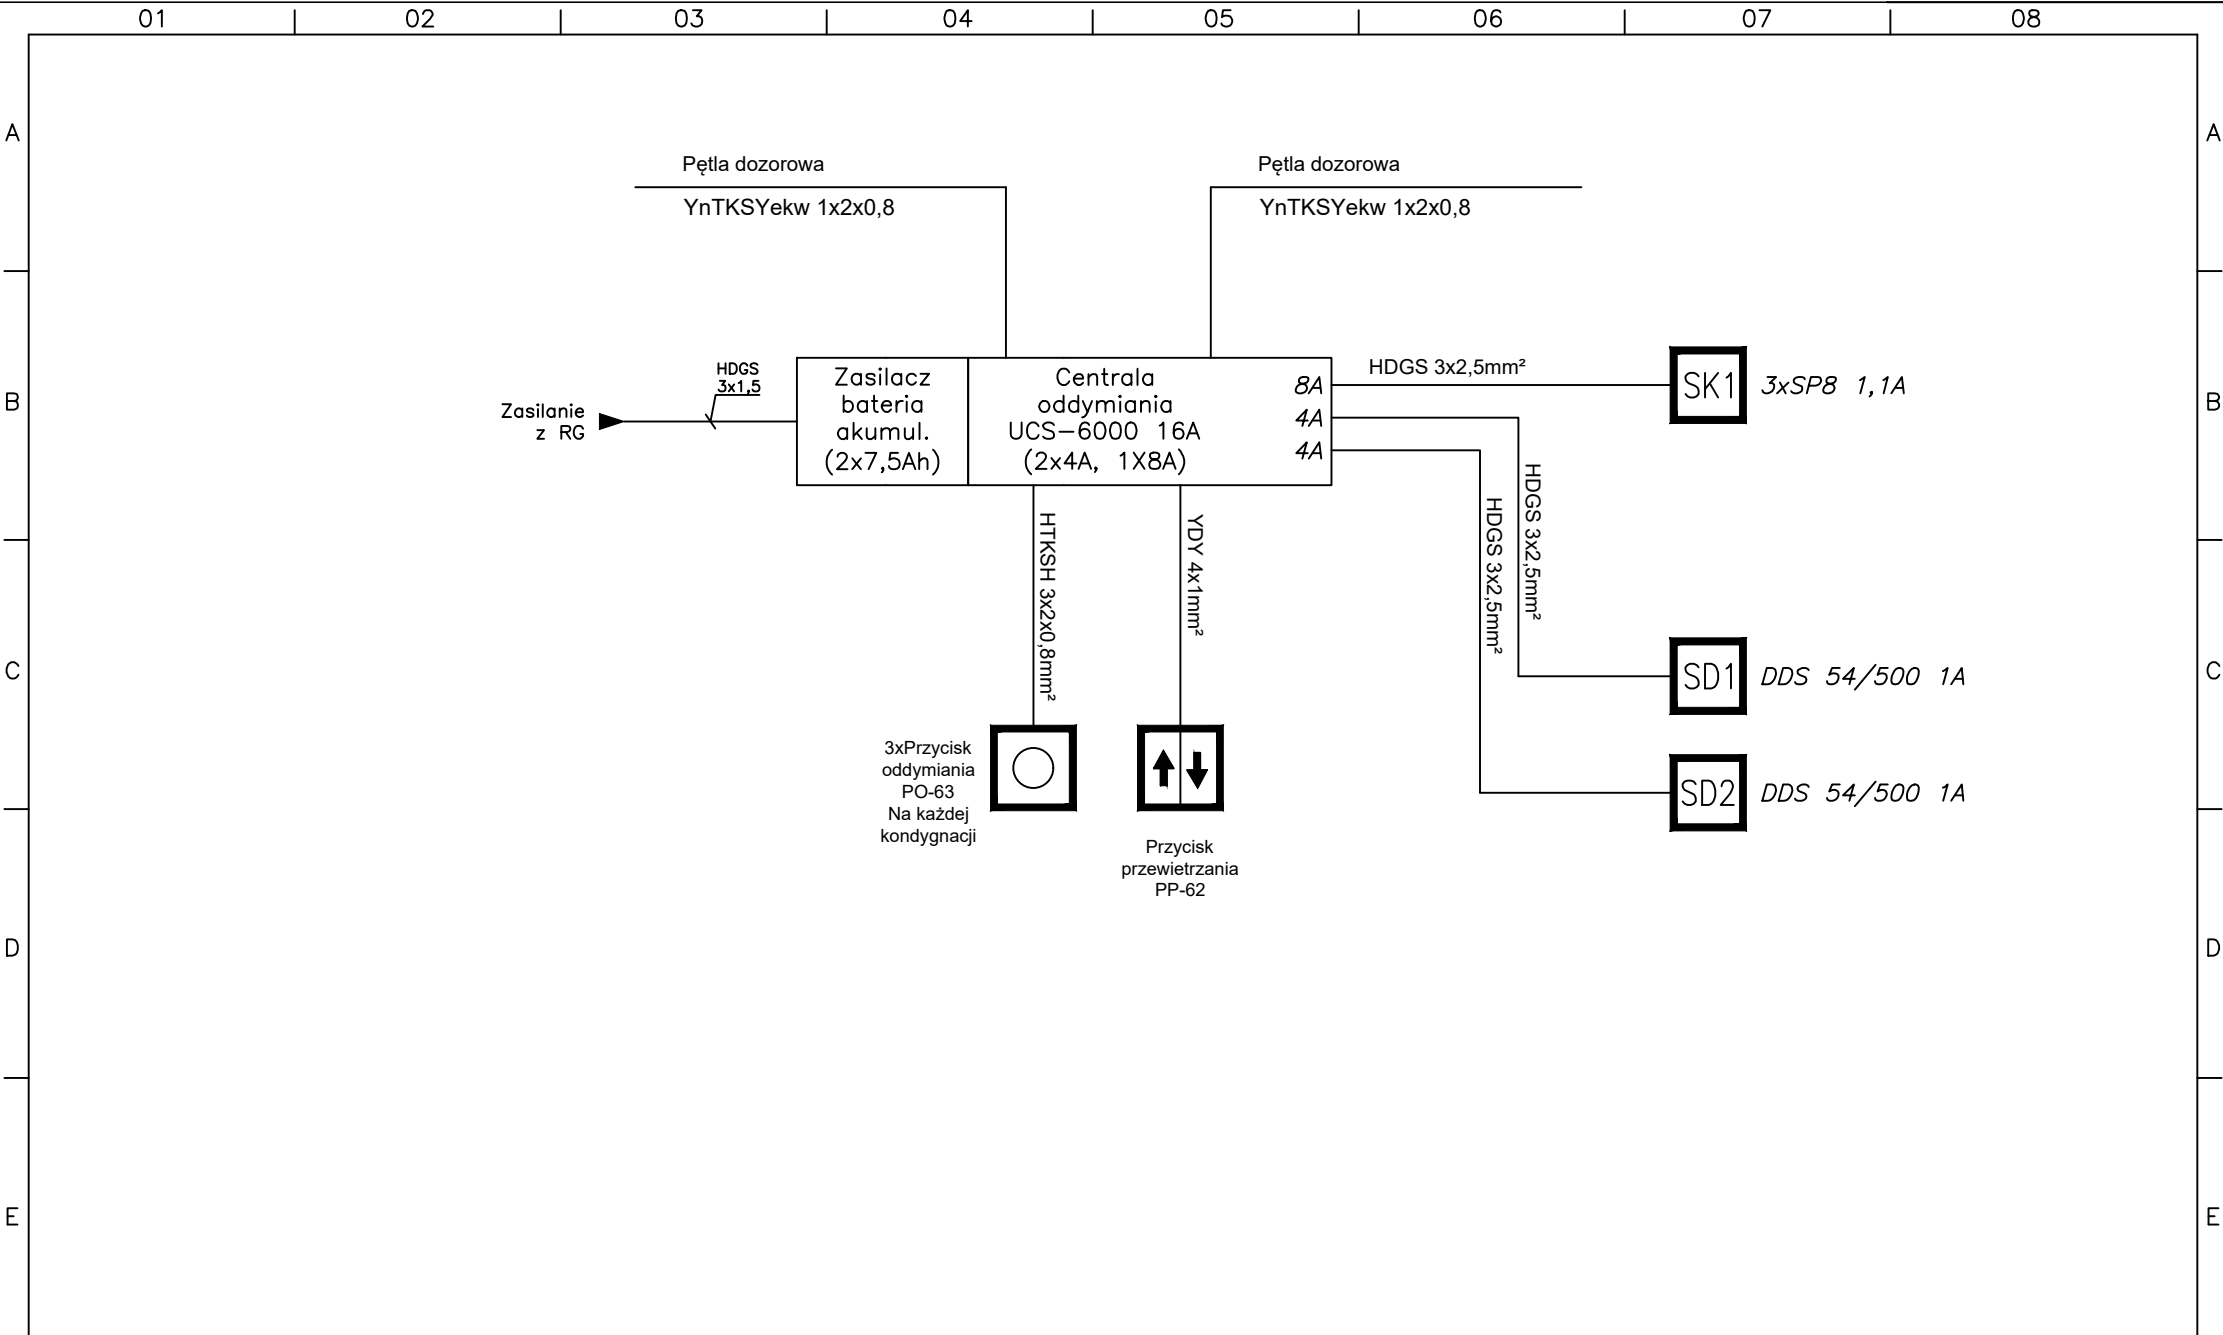 01 02 03 04 05 06 07 08
A A
Pętla dozorowa
YnTKSYekw 1x2x0,8
Pętla dozorowa
YnTKSYekw 1x2x0,8
B B
Zasilanie
z RG
HDGS
3x1,5
Zasilacz
bateria
akumul.
(2x7,5Ah)
Centrala
oddymiania
UCS-6000 16A
(2x4A, 1X8A)
8A
4A
4A
HDGS 3x2,5mm²
SK1 3xSP8 1,1A
HTKSH 3x2x0,8mm²
YDY 4x1mm²
HDGS 3x2,5mm²
HDGS 3x2,5mm²
C C
SD1 DDS 54/500 1A
SD2 DDS 54/500 1A
3xPrzycisk
oddymiania
PO-63
Na każdej
kondygnacji
Przycisk
przewietrzania
PP-62
D D
E E